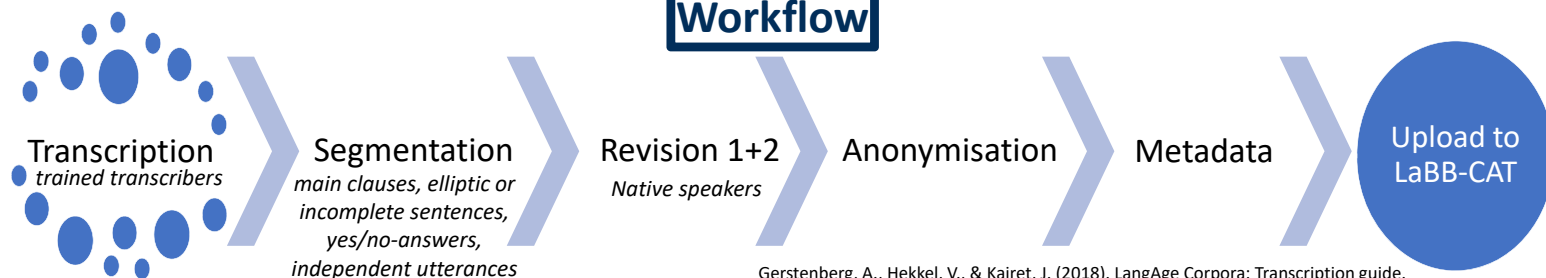 Workflow
Transcription
trained transcribers
Segmentation
main clauses, elliptic or
incomplete sentences,
yes/no-answers,
independent utterances
Revision 1+2
Native speakers
Anonymisation
Metadata
Upload to
LaBB-CAT
Gerstenberg, A., Hekkel, V., & Kairet, J. (2018). LangAge Corpora: Transcription guide.